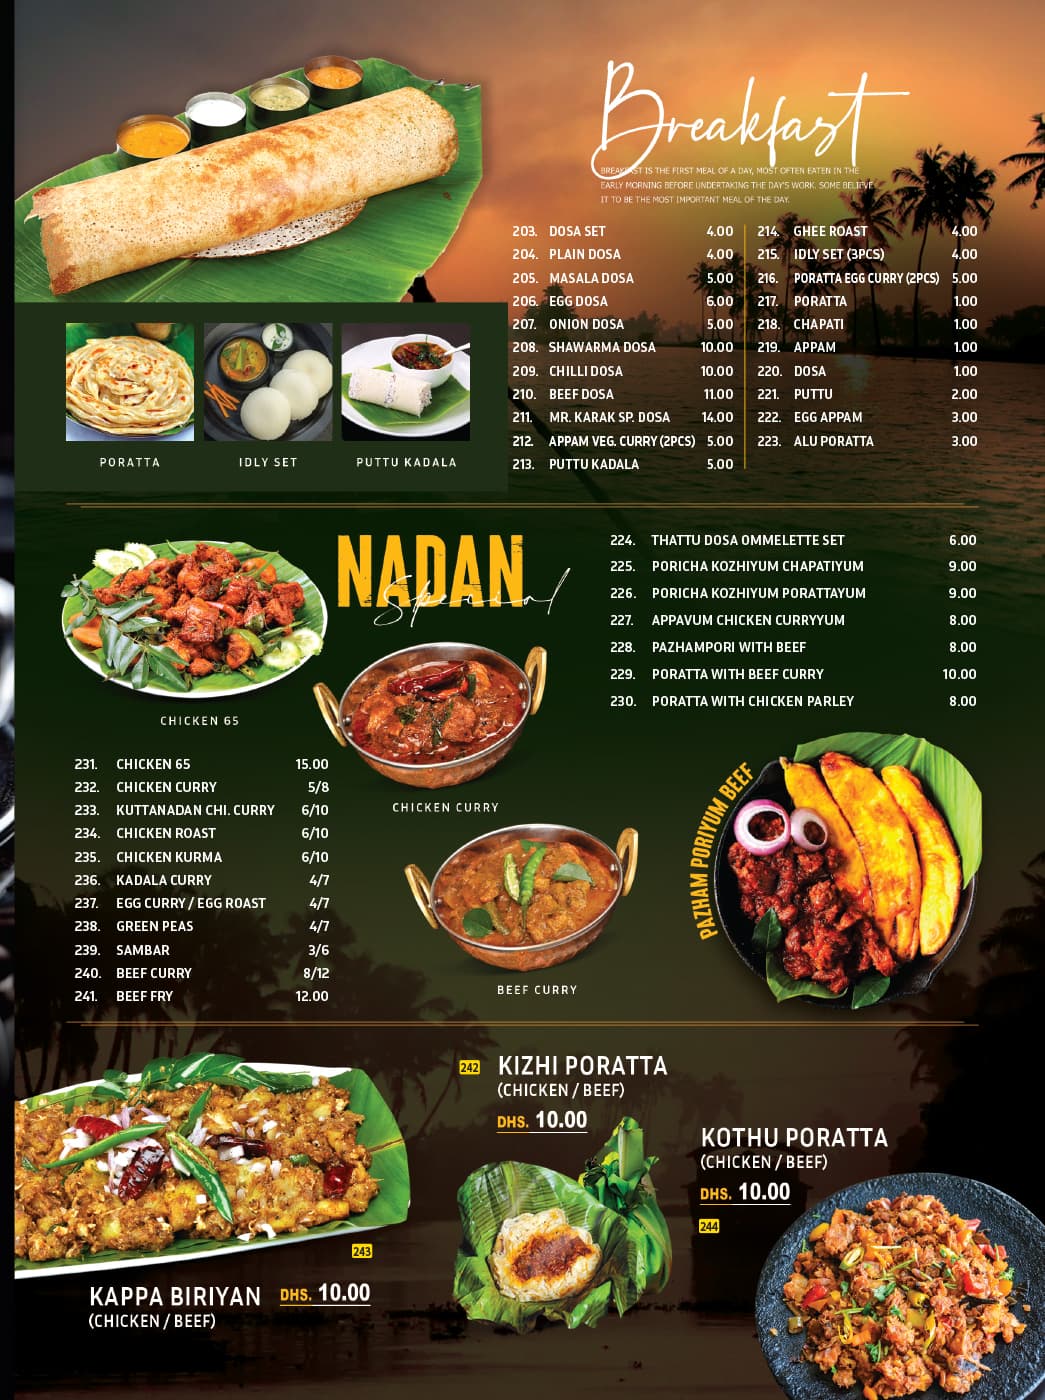 Breakfast
BREAKFAST IS THE FIRST MEAL OF A DAY, MOST OFTEN EATEN IN THE
EARLY MORNING BEFORE UNDERTAKING THE DAY'S WORK. SOME BELIEVE
IT TO BE THE MOST IMPORTANT MEAL OF THE DAY.
203. DOSA SET 4.00
204. PLAIN DOSA 4.00
205. MASALA DOSA 5.00
206. EGG DOSA 6.00
207. ONION DOSA 5.00
208. SHAWARMA DOSA 10.00
209. CHILLI DOSA 10.00
210. BEEF DOSA 11.00
211. MR. KARAK SP. DOSA 14.00
212. APPAM VEG. CURRY (2PCS) 5.00
213. PUTTU KADALA 5.00
214. GHEE ROAST 4.00
215. IDLY SET (3PCS) 4.00
216. PORATTA EGG CURRY (2PCS) 5.00
217. PORATTA 1.00
218. CHAPATI 1.00
219. APPAM 1.00
220. DOSA 1.00
221. PUTTU 2.00
222. EGG APPAM 3.00
223. ALU PORATTA 3.00
PORATTA
IDLY SET
PUTTU KADALA
NADAN
Special
224. THATTU DOSA OMMELETTE SET 6.00
225. PORICHA KOZHIYUM CHAPATIYUM 9.00
226. PORICHA KOZHIYUM PORATTAYUM 9.00
227. APPAVUM CHICKEN CURRYYUM 8.00
228. PAZHAMPORI WITH BEEF 8.00
229. PORATTA WITH BEEF CURRY 10.00
230. PORATTA WITH CHICKEN PARLEY 8.00
CHICKEN 65
231. CHICKEN 65 15.00
232. CHICKEN CURRY 5/8
233. KUTTANADAN CHI. CURRY 6/10
234. CHICKEN ROAST 6/10
235. CHICKEN KURMA 6/10
236. KADALA CURRY 4/7
237. EGG CURRY / EGG ROAST 4/7
238. GREEN PEAS 4/7
239. SAMBAR 3/6
240. BEEF CURRY 8/12
241. BEEF FRY 12.00
CHICKEN CURRY
BEEF CURRY
PAZHAM PORIYUM BEEF
242 KIZHI PORATTA
(CHICKEN / BEEF)
DHS. 10.00
KOTHU PORATTA
(CHICKEN / BEEF)
DHS. 10.00
244
243
KAPPA BIRIYAN DHS. 10.00
(CHICKEN / BEEF)